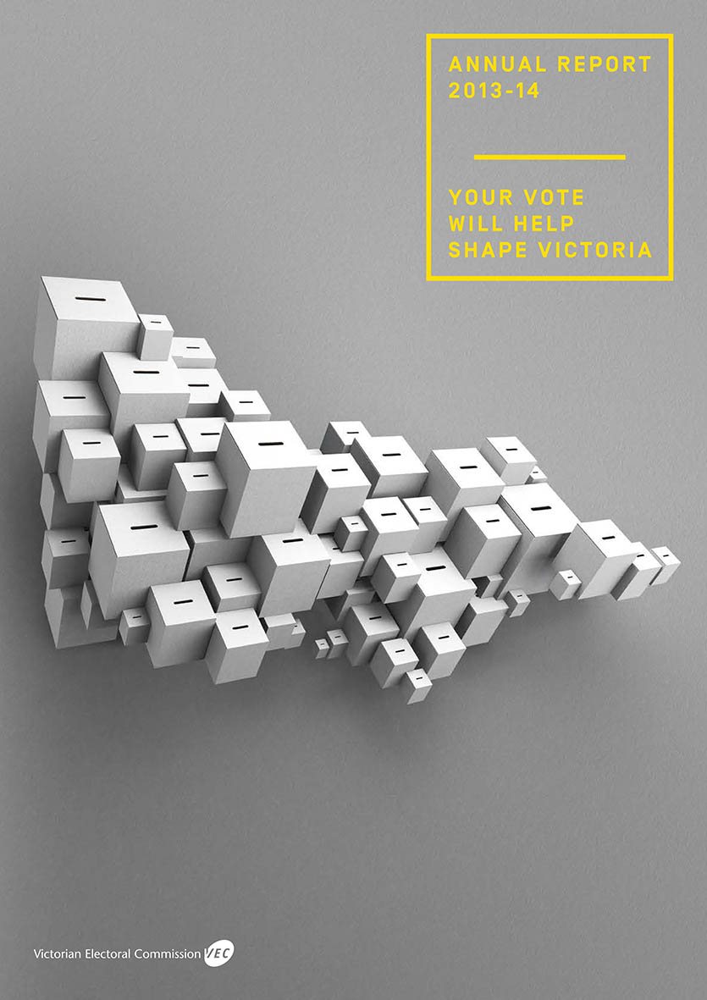 ANNUAL REPORT
2013-14
YOUR VOTE
WILL HELP
SHAPE VICTORIA
Victorian Electoral Commission VEC